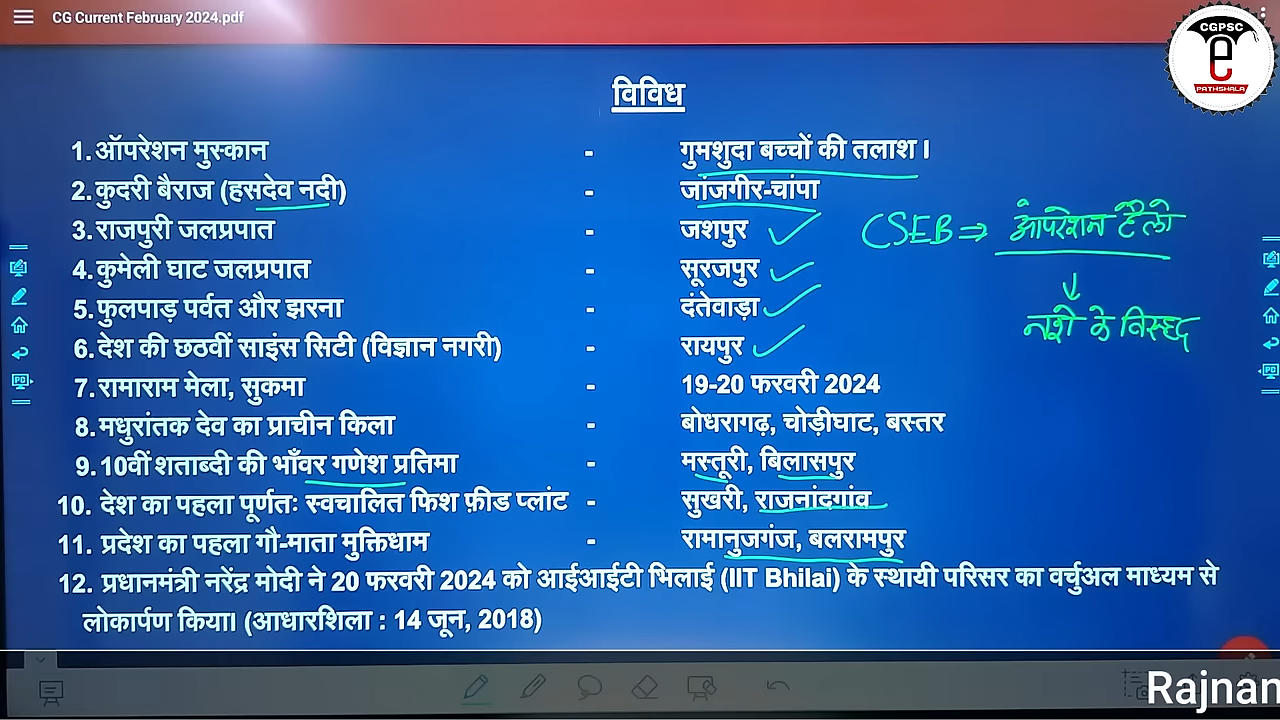 CG Current February 2024.pdf
CGPSC
e
PATHSHALA
विविध
1. ऑपरेशन मुस्कान - गुमशुदा बच्चों की तलाश।
2. कुदरी बैराज (हसदेव नदी) - जांजगीर-चांपा
3. राजपुरी जलप्रपात - जशपुर
CSEB ⇒ ऑपरेशन हैलो
4. कुमेली घाट जलप्रपात - सूरजपुर
5. फुलपाड़ पर्वत और झरना - दंतेवाड़ा
नशे के विरूद्ध
6. देश की छठवीं साइंस सिटी (विज्ञान नगरी) - रायपुर
7. रामाराम मेला, सुकमा - 19-20 फरवरी 2024
8. मधुरांतक देव का प्राचीन किला - बोधरागढ़, चोड़ीघाट, बस्तर
9. 10वीं शताब्दी की भाँवर गणेश प्रतिमा - मस्तूरी, बिलासपुर
10. देश का पहला पूर्णतः स्वचालित फिश फ़ीड प्लांट - सुखरी, राजनांदगांव
11. प्रदेश का पहला गौ-माता मुक्तिधाम - रामानुजगंज, बलरामपुर
12. प्रधानमंत्री नरेंद्र मोदी ने 20 फरवरी 2024 को आईआईटी भिलाई (IIT Bhilai) के स्थायी परिसर का वर्चुअल माध्यम से
लोकार्पण किया। (आधारशिला : 14 जून, 2018)
Rajnan